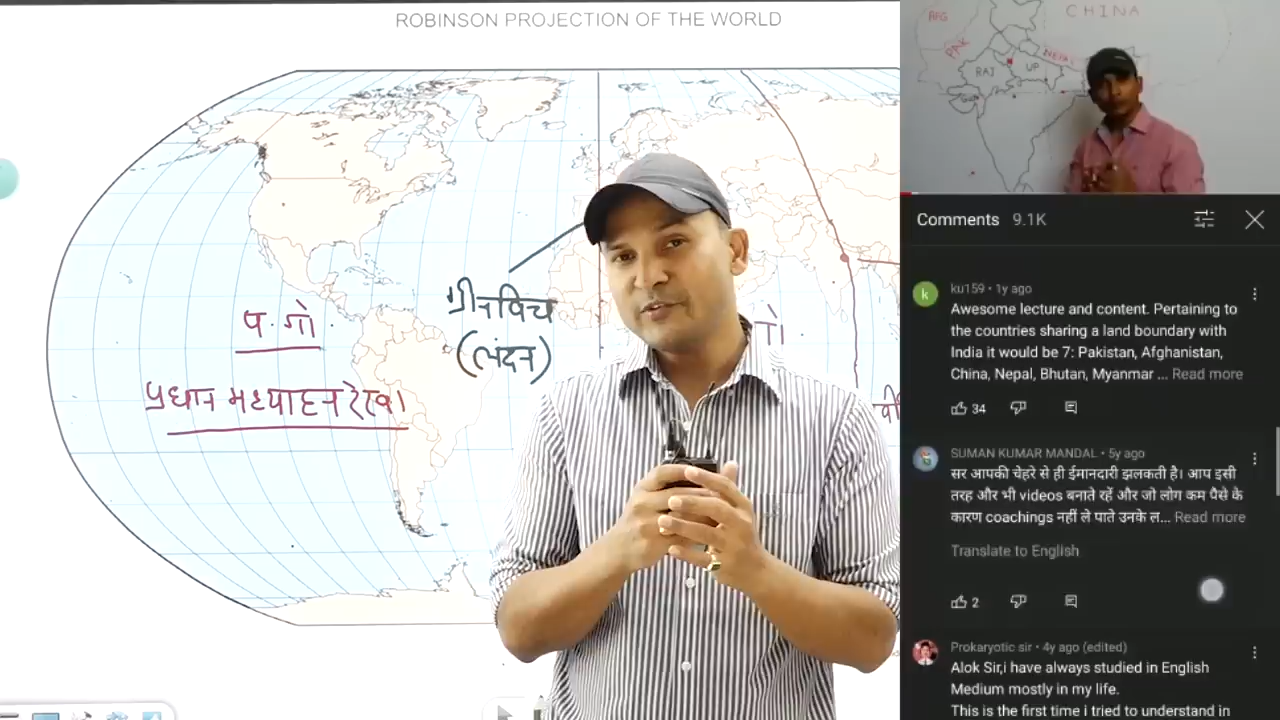 ROBINSON PROJECTION OF THE WORLD
प. गो
ग्रीनविच
(लंदन)
प्रधान मध्याहन रेखा
गो
CHINA
AFG
PAK
NEPAL
RAJ
UP
GUJ
Comments 9.1K
k
ku159 • 1y ago
Awesome lecture and content. Pertaining to
the countries sharing a land boundary with
India it would be 7: Pakistan, Afghanistan,
China, Nepal, Bhutan, Myanmar ... Read more
34
SUMAN KUMAR MANDAL • 5y ago
सर आपकी चेहरे से ही ईमानदारी झलकती है। आप इसी
तरह और भी videos बनाते रहें और जो लोग कम पैसे के
कारण coachings नहीं ले पाते उनके ल... Read more
Translate to English
2
Prokaryotic sir • 4y ago (edited)
Alok Sir,i have always studied in English
Medium mostly in my life.
This is the first time i tried to understand in